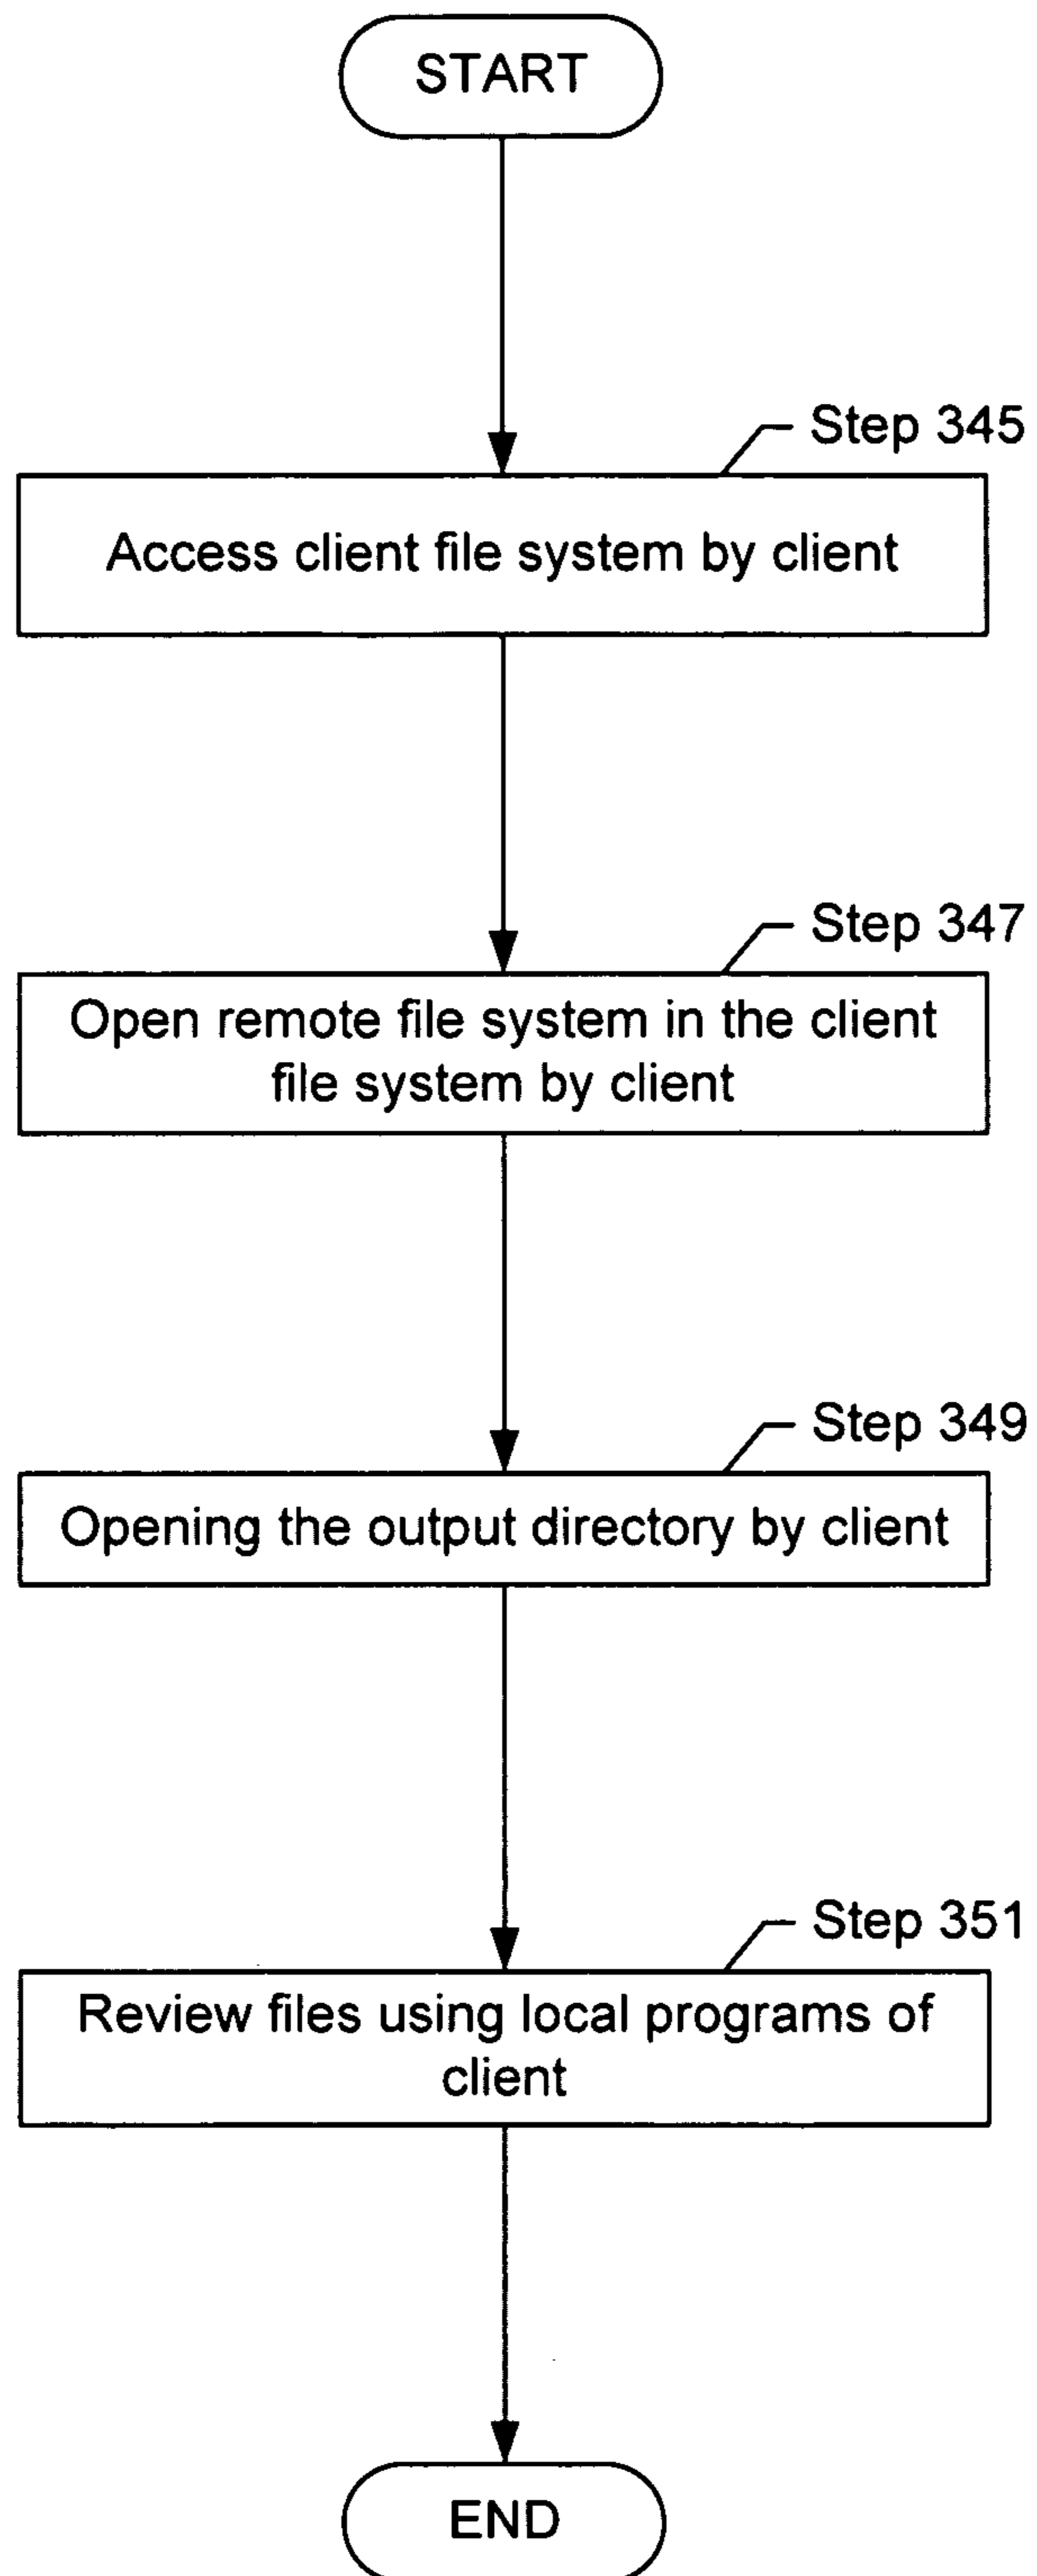 START
Step 345
Access client file system by client
Step 347
Open remote file system in the client
file system by client
Step 349
Opening the output directory by client
Step 351
Review files using local programs of
client
END